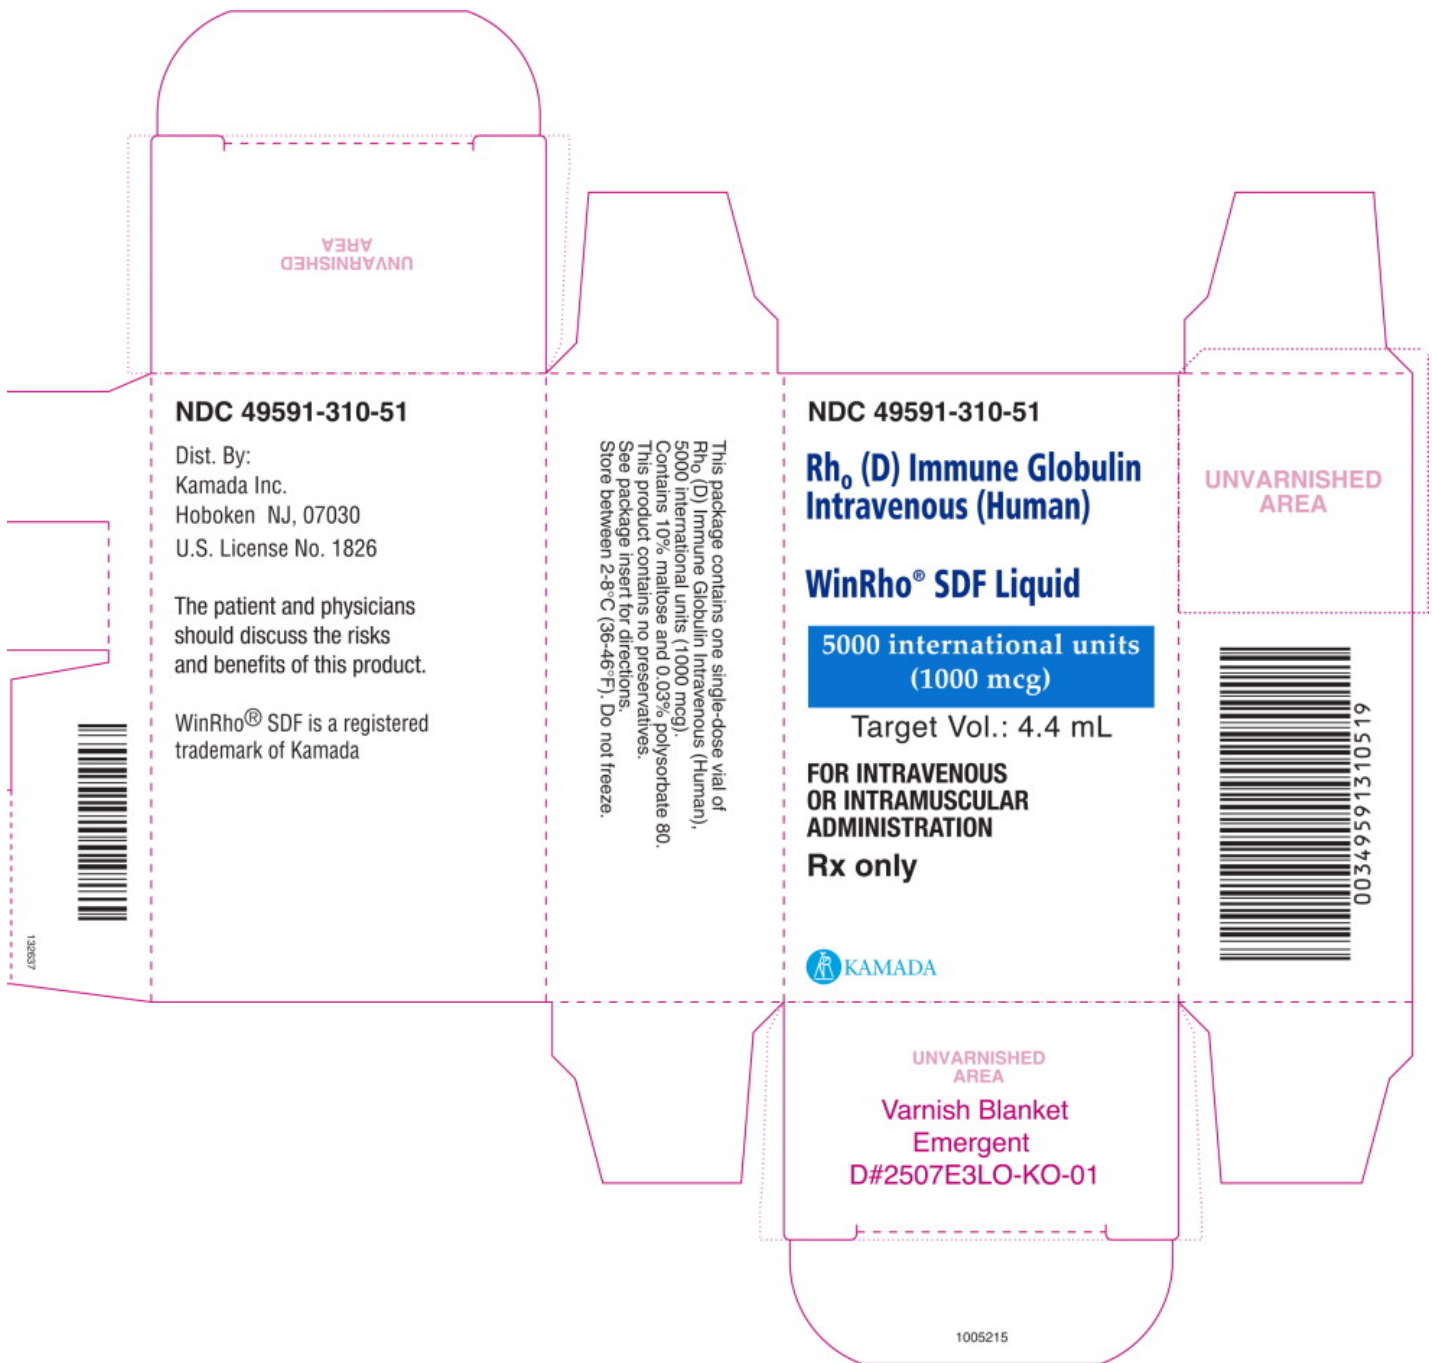 UNVARNISHED
AREA
NDC 49591-310-51
Dist. By:
Kamada Inc.
Hoboken  NJ, 07030
U.S. License No. 1826
The patient and physicians
should discuss the risks
and benefits of this product.
WinRho® SDF is a registered
trademark of Kamada
132637
This package contains one single-dose vial of
Rho (D) Immune Globulin Intravenous (Human),
5000 international units (1000 mcg).
Contains 10% maltose and 0.03% polysorbate 80.
This product contains no preservatives.
See package insert for directions.
Store between 2-8°C (36-46°F). Do not freeze.
NDC 49591-310-51
Rho (D) Immune Globulin
Intravenous (Human)
WinRho® SDF Liquid
5000 international units
(1000 mcg)
Target Vol.: 4.4 mL
FOR INTRAVENOUS
OR INTRAMUSCULAR
ADMINISTRATION
Rx only
KAMADA
UNVARNISHED
AREA
00349591310519
UNVARNISHED
AREA
Varnish Blanket
Emergent
D#2507E3LO-KO-01
1005215